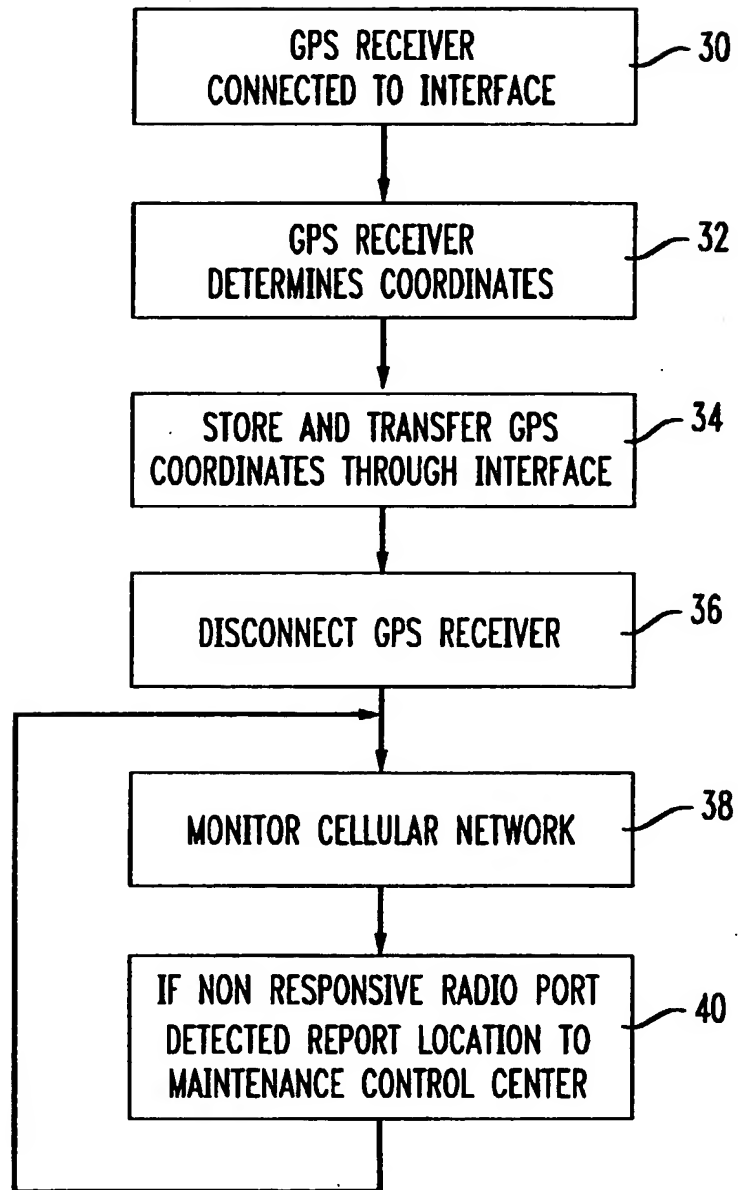 GPS RECEIVER
CONNECTED TO INTERFACE
30
GPS RECEIVER
DETERMINES COORDINATES
32
STORE AND TRANSFER GPS
COORDINATES THROUGH INTERFACE
34
DISCONNECT GPS RECEIVER
36
MONITOR CELLULAR NETWORK
38
IF NON RESPONSIVE RADIO PORT
DETECTED REPORT LOCATION TO
MAINTENANCE CONTROL CENTER
40